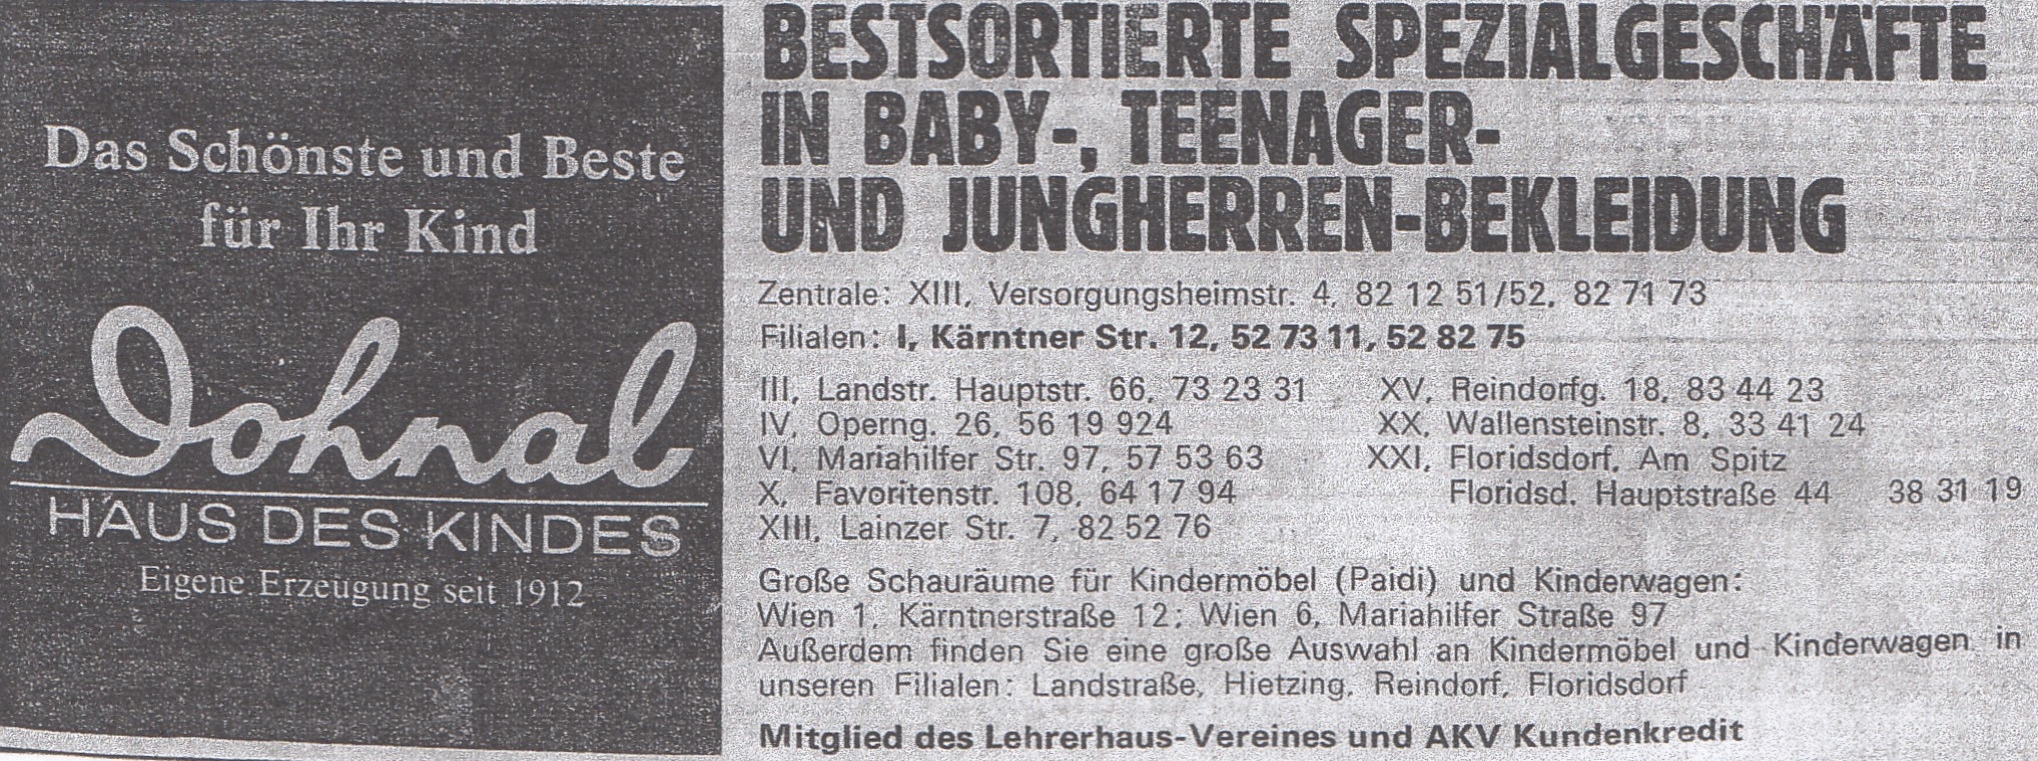 Das Schönste und Beste
für Ihr Kind
Dohnal
HAUS DES KINDES
Eigene Erzeugung seit 1912
BESTSORTIERTE SPEZIALGESCHÄFTE
IN BABY-, TEENAGER-
UND JUNGHERREN-BEKLEIDUNG
Zentrale: XIII, Versorgungsheimstr. 4, 82 12 51/52, 82 71 73
Filialen: I, Kärntner Str. 12, 52 73 11, 52 82 75
III, Landstr. Hauptstr. 66, 73 23 31
IV, Operng. 26, 56 19 924
VI, Mariahilfer Str. 97, 57 53 63
X, Favoritenstr. 108, 64 17 94
XIII, Lainzer Str. 7, 82 52 76
XV, Reindorfg. 18, 83 44 23
XX, Wallensteinstr. 8, 33 41 24
XXI, Floridsdorf, Am Spitz
Floridsd. Hauptstraße 44 38 31 19
Große Schauräume für Kindermöbel (Paidi) und Kinderwagen:
Wien 1, Kärntnerstraße 12; Wien 6, Mariahilfer Straße 97
Außerdem finden Sie eine große Auswahl an Kindermöbel und Kinderwagen in
unseren Filialen: Landstraße, Hietzing, Reindorf, Floridsdorf
Mitglied des Lehrerhaus-Vereines und AKV Kundenkredit